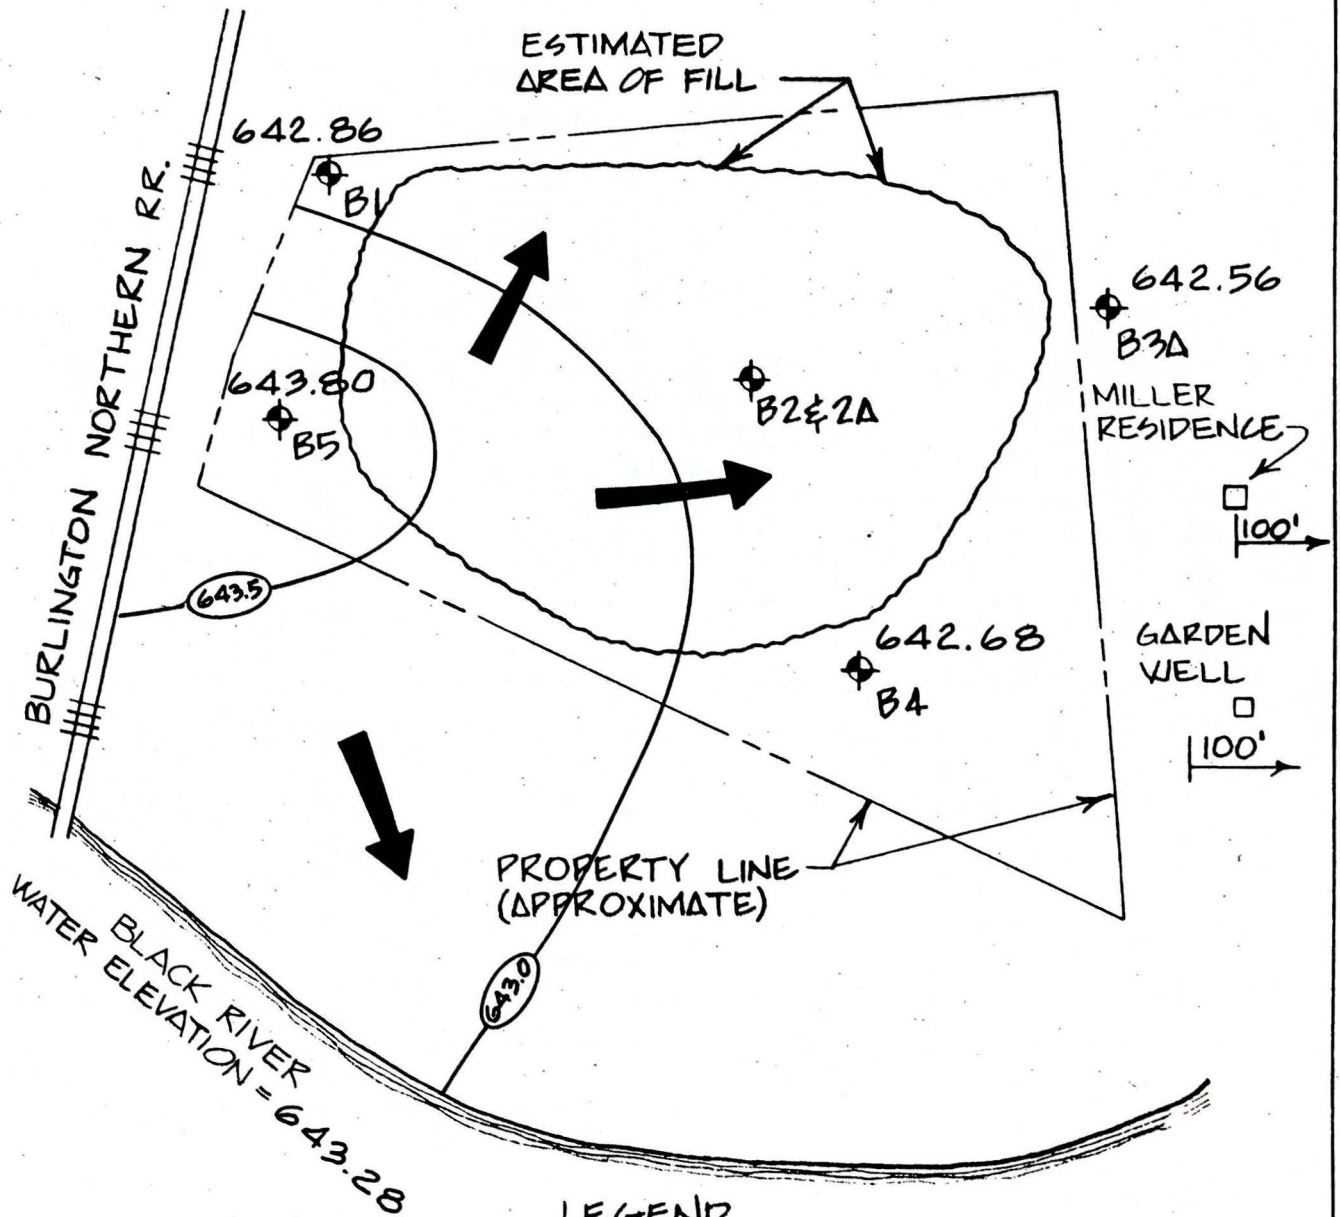 ESTIMATED
AREA OF FILL
642.86
B1
BURLINGTON NORTHERN RR.
642.56
B3A
643.80
B5
B2 & 2A
MILLER
RESIDENCE
100'
643.5
642.68
B4
GARDEN
WELL
100'
PROPERTY LINE
(APPROXIMATE)
643.0
BLACK RIVER
WATER ELEVATION = 643.28
LEGEND